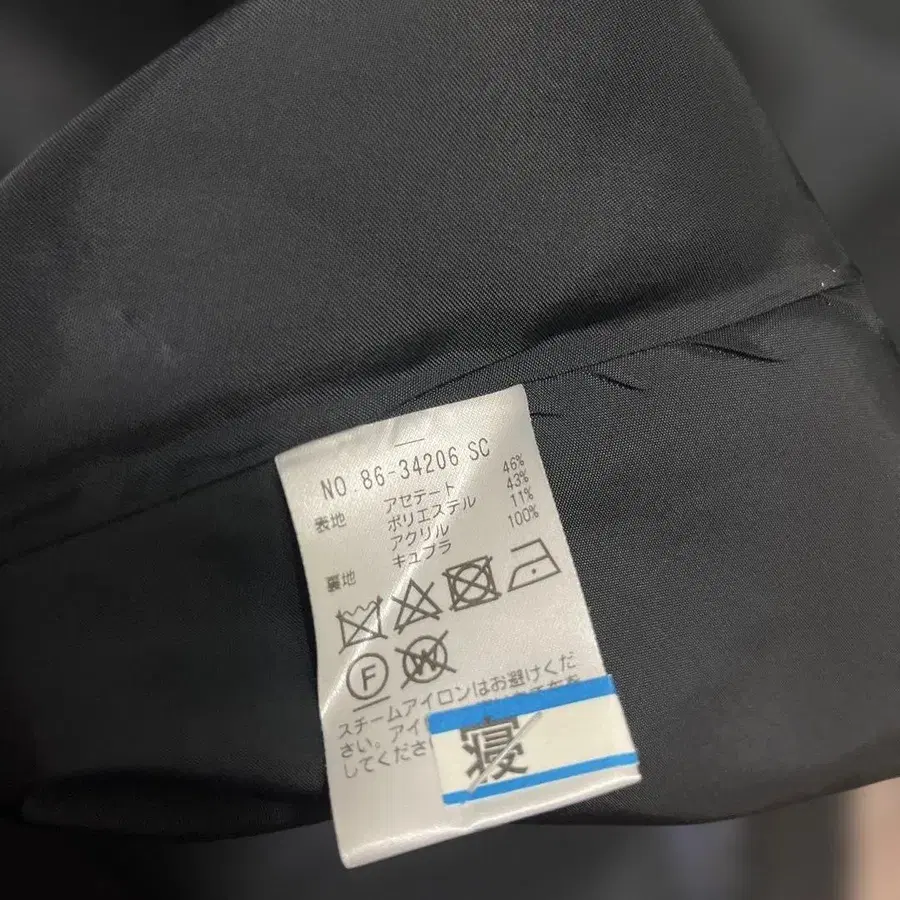 NO.86-34206 SC
表地 アセテート 46%
ポリエステル 43%
アクリル 11%
裏地 キュプラ 100%
F W
スチームアイロンはお避けくだ
さい。アイ
してくださ
寝